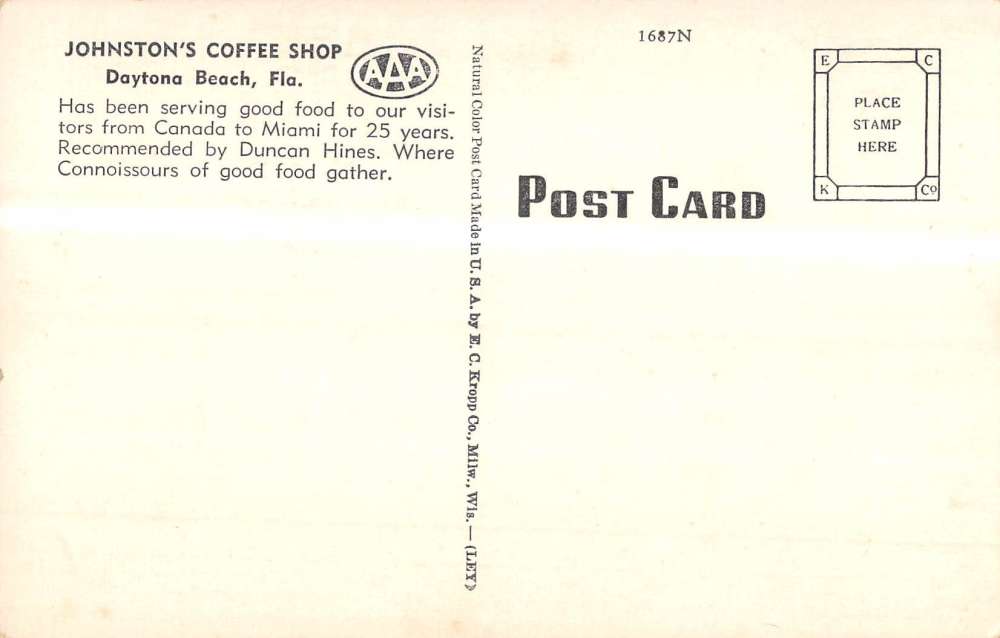 JOHNSTON'S COFFEE SHOP
Daytona Beach, Fla.
AAA
Has been serving good food to our visi-
tors from Canada to Miami for 25 years.
Recommended by Duncan Hines. Where
Connoissours of good food gather.
Natural Color Post Card Made in U. S. A. by E. C. Kropp Co., Milw., Wis. — (LEY)
1687N
POST CARD
E C
PLACE
STAMP
HERE
K Co